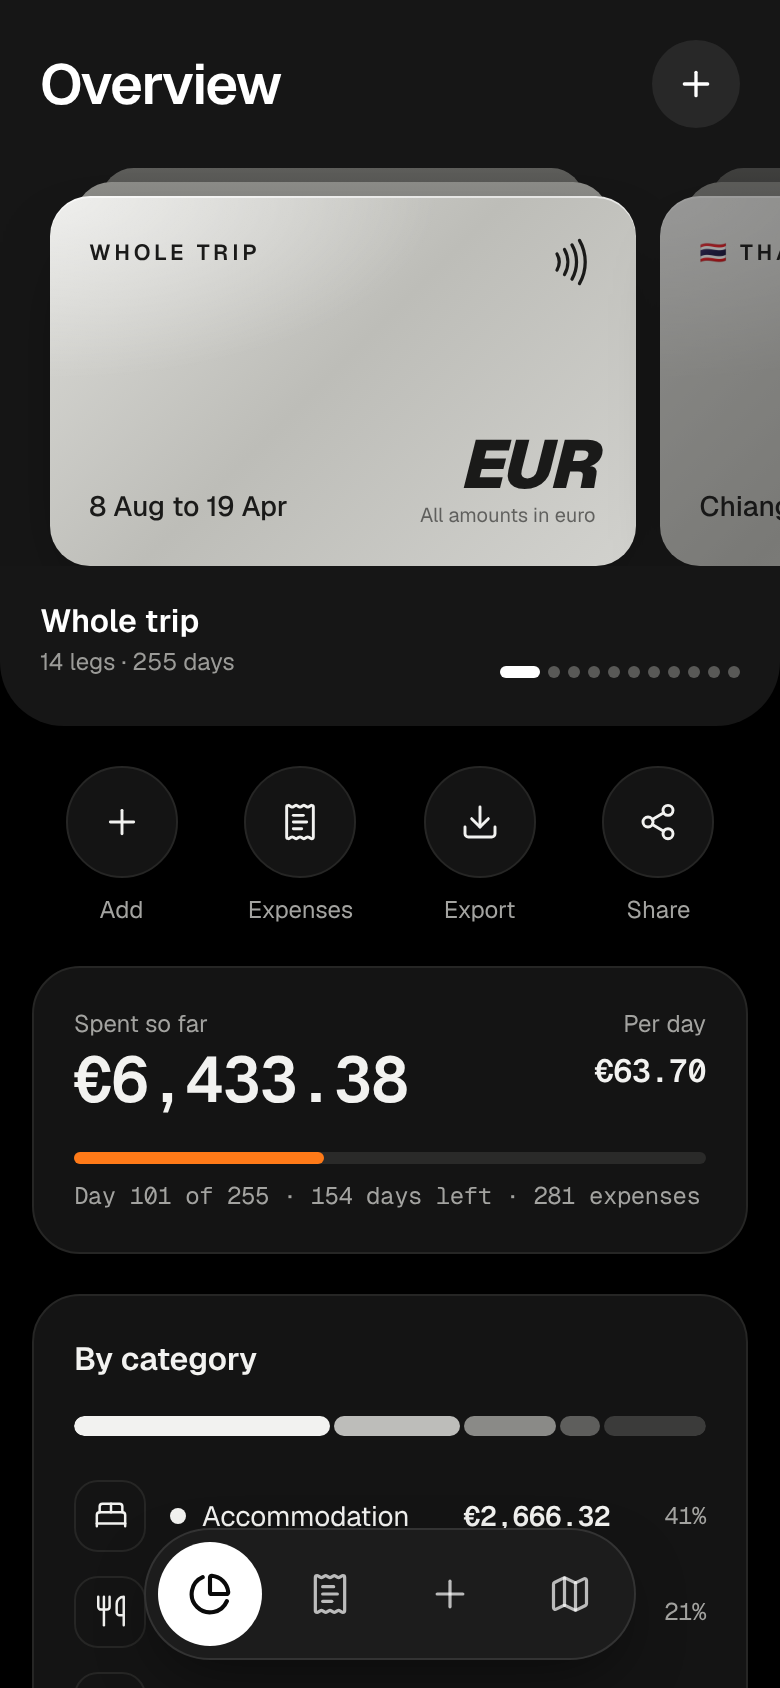 Overview
WHOLE TRIP
EUR
8 Aug to 19 Apr
All amounts in euro
Whole trip
14 legs · 255 days
Add
Expenses
Export
Share
Spent so far
Per day
€6,433.38
€63.70
Day 101 of 255 · 154 days left · 281 expenses
By category
Accommodation €2,666.32 41%
21%